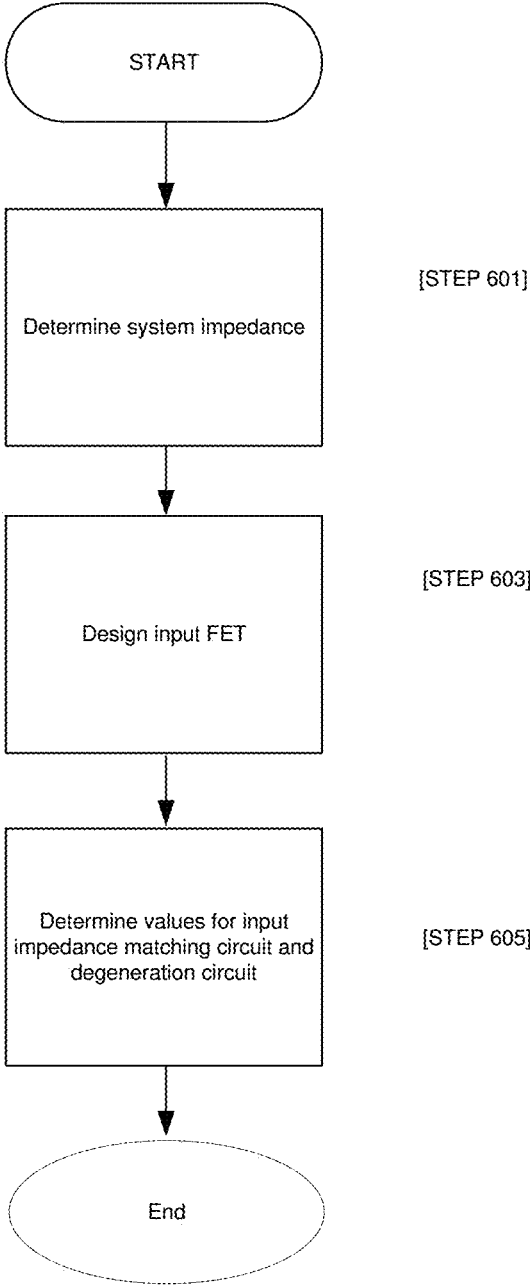 START
Determine system impedance
[STEP 601]
Design input FET
[STEP 603]
Determine values for input
impedance matching circuit and
degeneration circuit
[STEP 605]
End